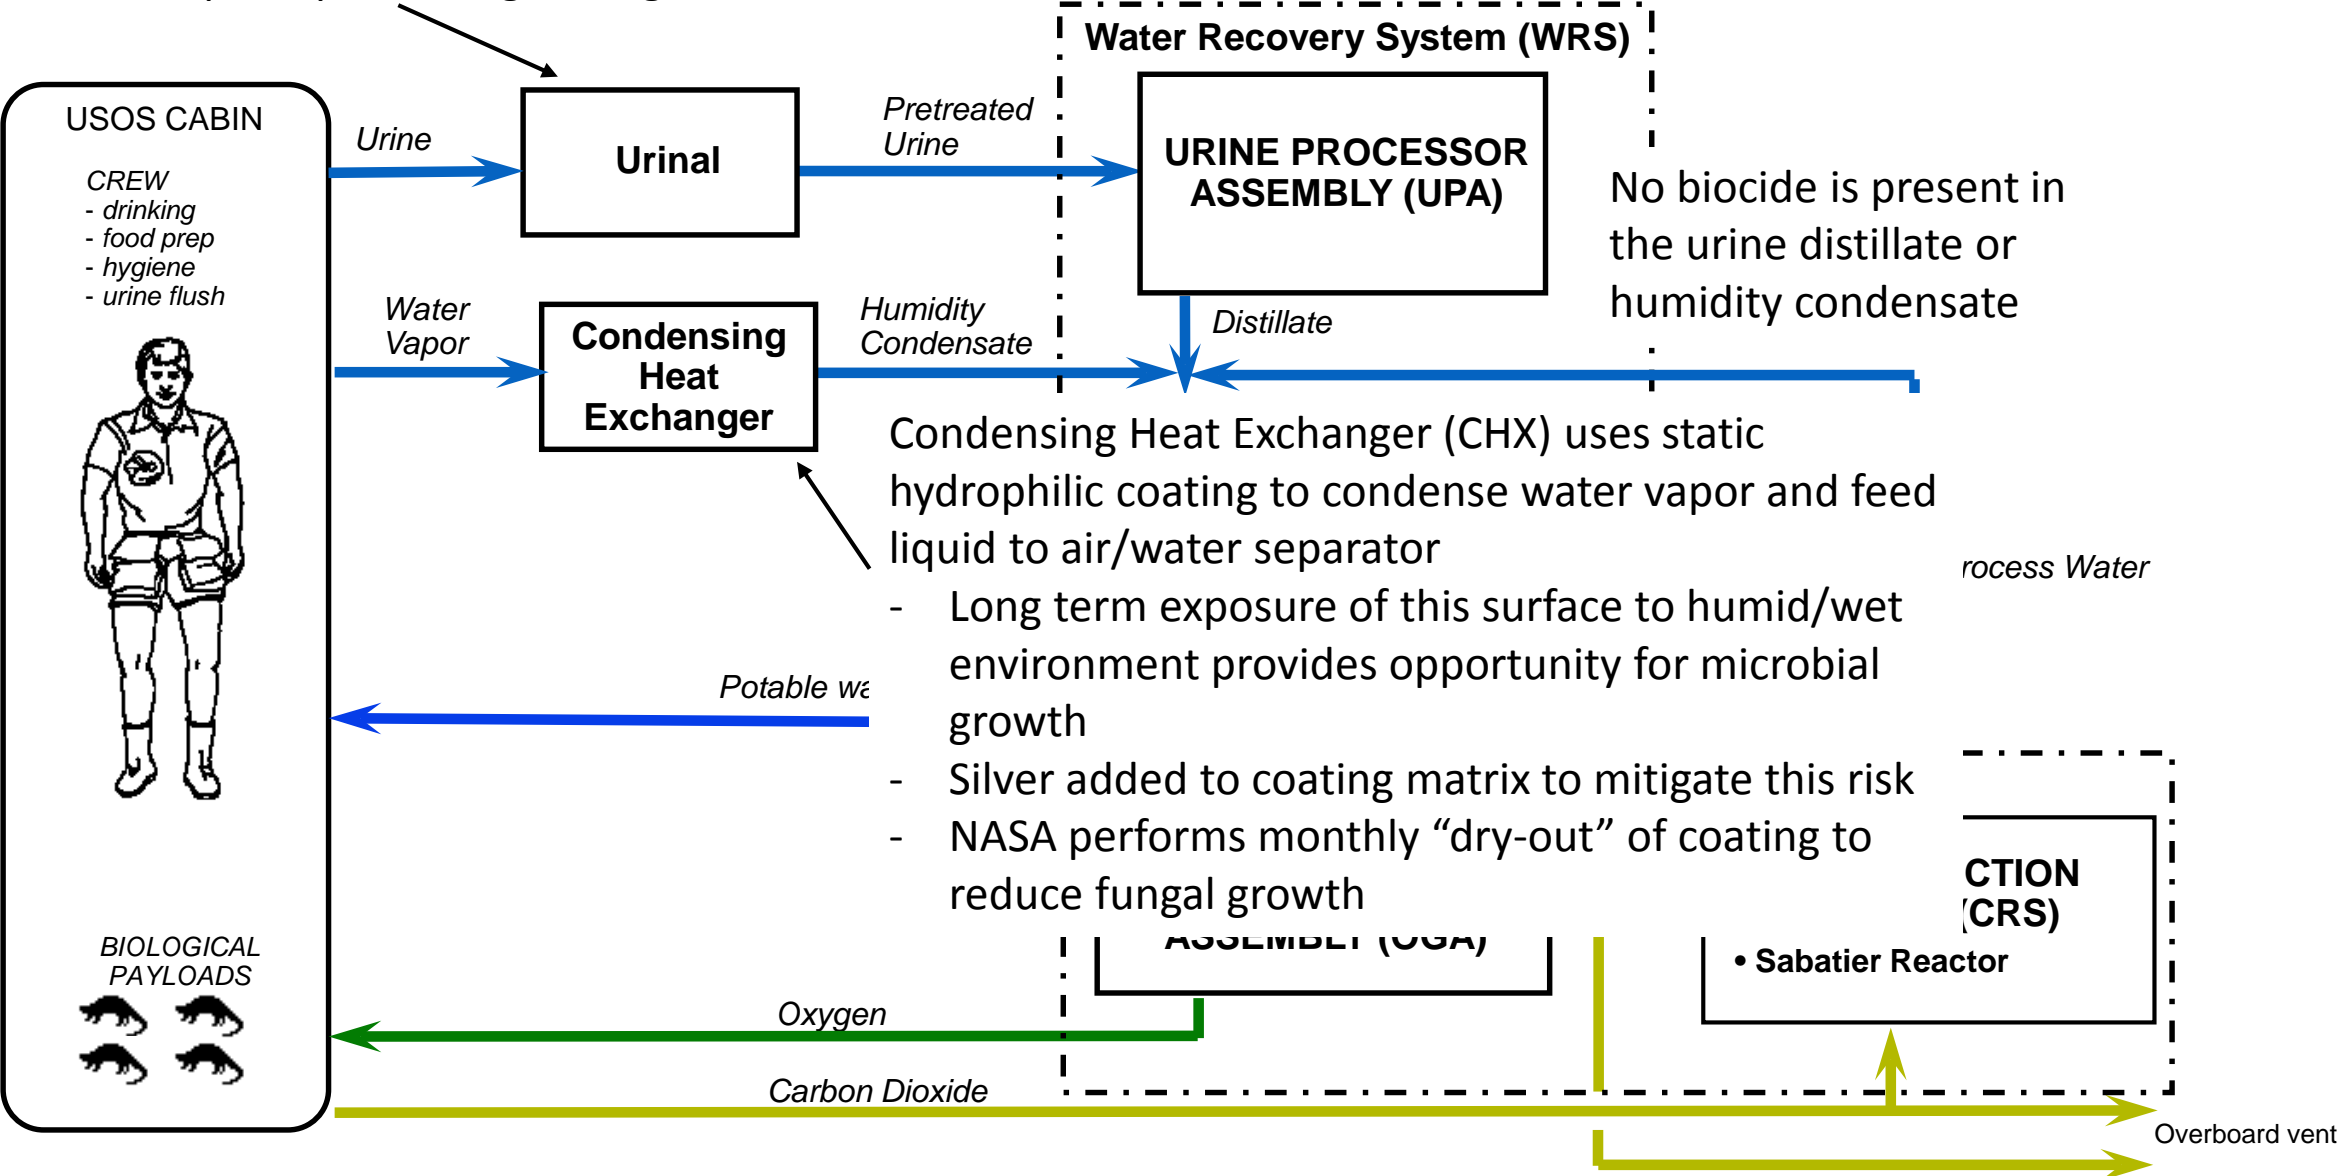 Water Recovery System (WRS)
USOS CABIN
CREW
- drinking
- food prep
- hygiene
- urine flush
Urine
Urinal
Pretreated
Urine
URINE PROCESSOR
ASSEMBLY (UPA)
No biocide is present in
the urine distillate or
humidity condensate
Water
Vapor
Condensing
Heat
Exchanger
Humidity
Condensate
Distillate
Condensing Heat Exchanger (CHX) uses static
hydrophilic coating to condense water vapor and feed
liquid to air/water separator
- Long term exposure of this surface to humid/wet
environment provides opportunity for microbial
growth
- Silver added to coating matrix to mitigate this risk
- NASA performs monthly “dry-out” of coating to
reduce fungal growth
rocess Water
Potable wa
CTION
(CRS)
• Sabatier Reactor
ASSEMBLY (OGA)
BIOLOGICAL
PAYLOADS
Oxygen
Carbon Dioxide
Overboard vent